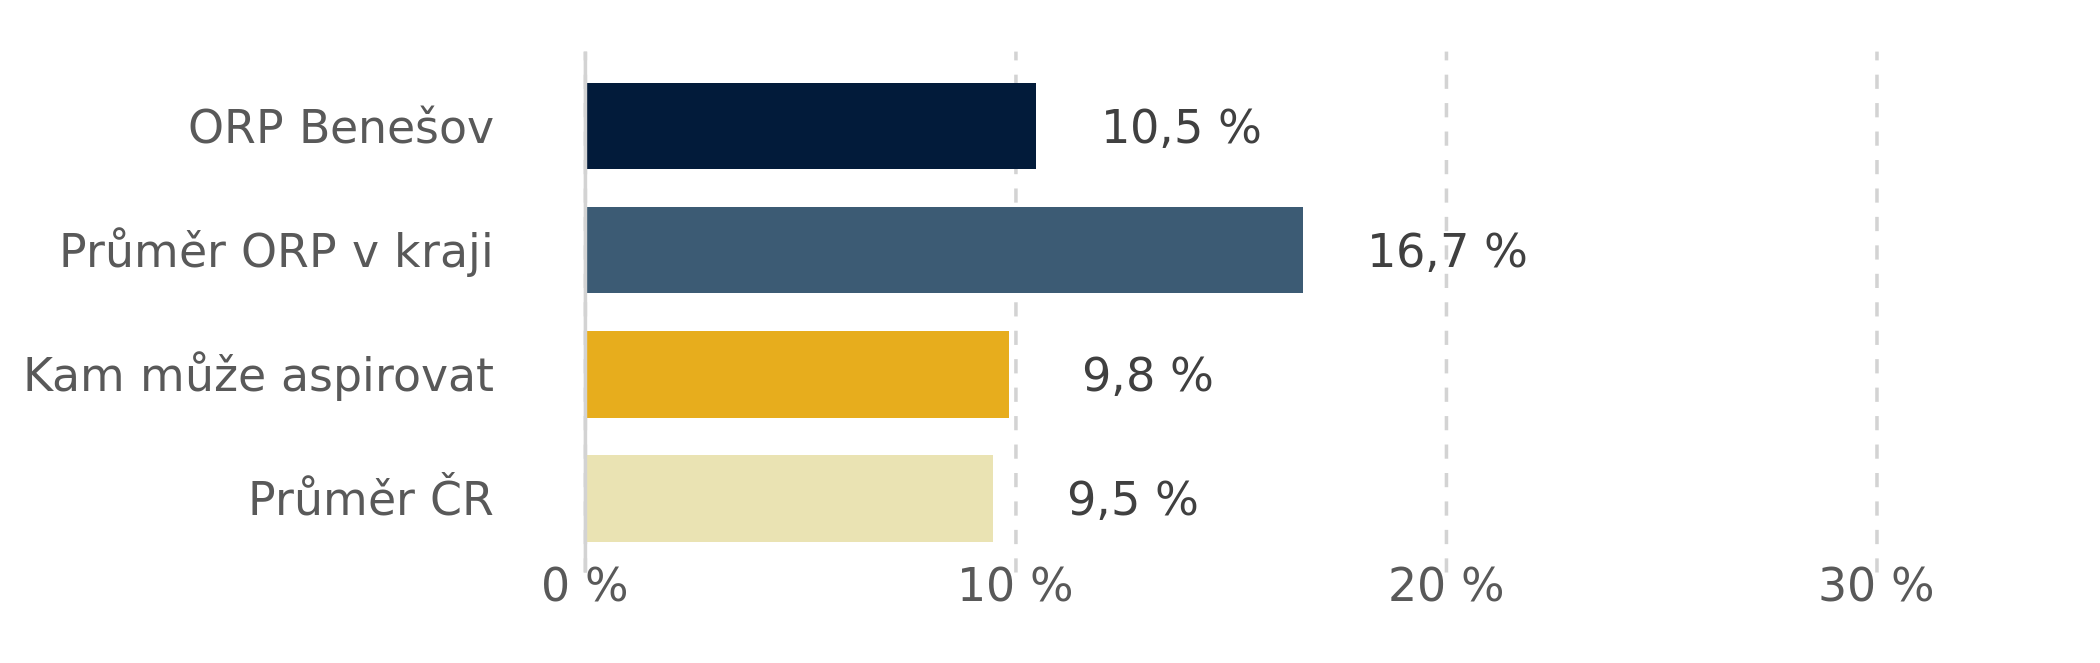 ORP Benešov
10,5 %
Průměr ORP v kraji
16,7 %
Kam může aspirovat
9,8 %
Průměr ČR
9,5 %
0 %
10 %
20 %
30 %